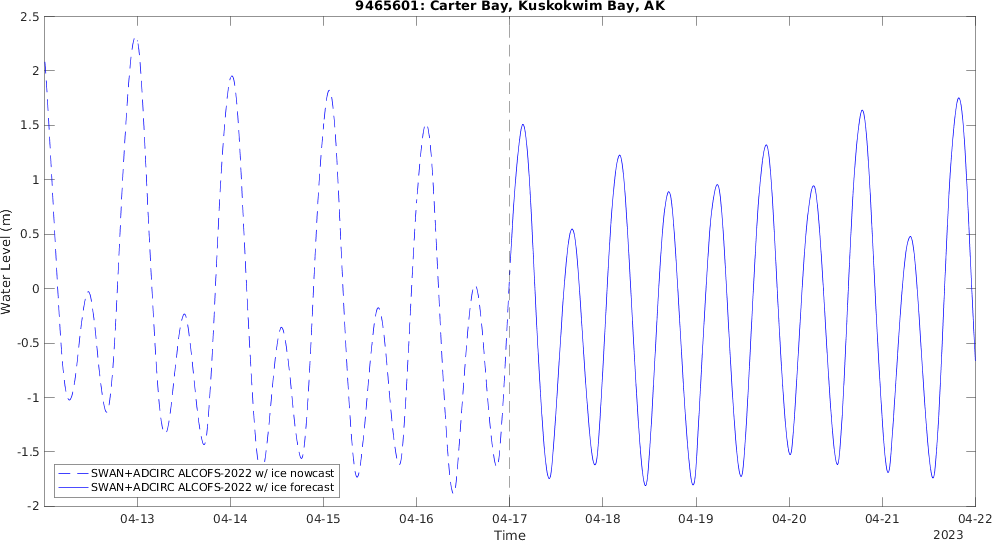 9465601: Carter Bay, Kuskokwim Bay, AK
Water Level (m)
2.5
2
1.5
1
0.5
0
-0.5
-1
-1.5
-2
SWAN+ADCIRC ALCOFS-2022 w/ ice nowcast
SWAN+ADCIRC ALCOFS-2022 w/ ice forecast
04-13 04-14 04-15 04-16 04-17 04-18 04-19 04-20 04-21 04-22
Time
2023